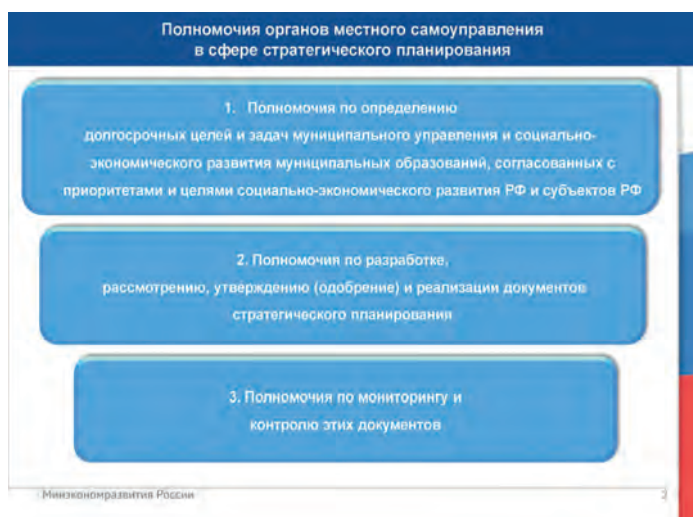 Полномочия органов местного самоуправления
в сфере стратегического планирования
1. Полномочия по определению
долгосрочных целей и задач муниципального управления и социально-
экономического развития муниципальных образований, согласованных с
приоритетами и целями социально-экономического развития РФ и субъектов РФ
2. Полномочия по разработке,
рассмотрению, утверждению (одобрение) и реализации документов
стратегического планирования
3. Полномочия по мониторингу и
контролю этих документов
Минэкономразвития России
2